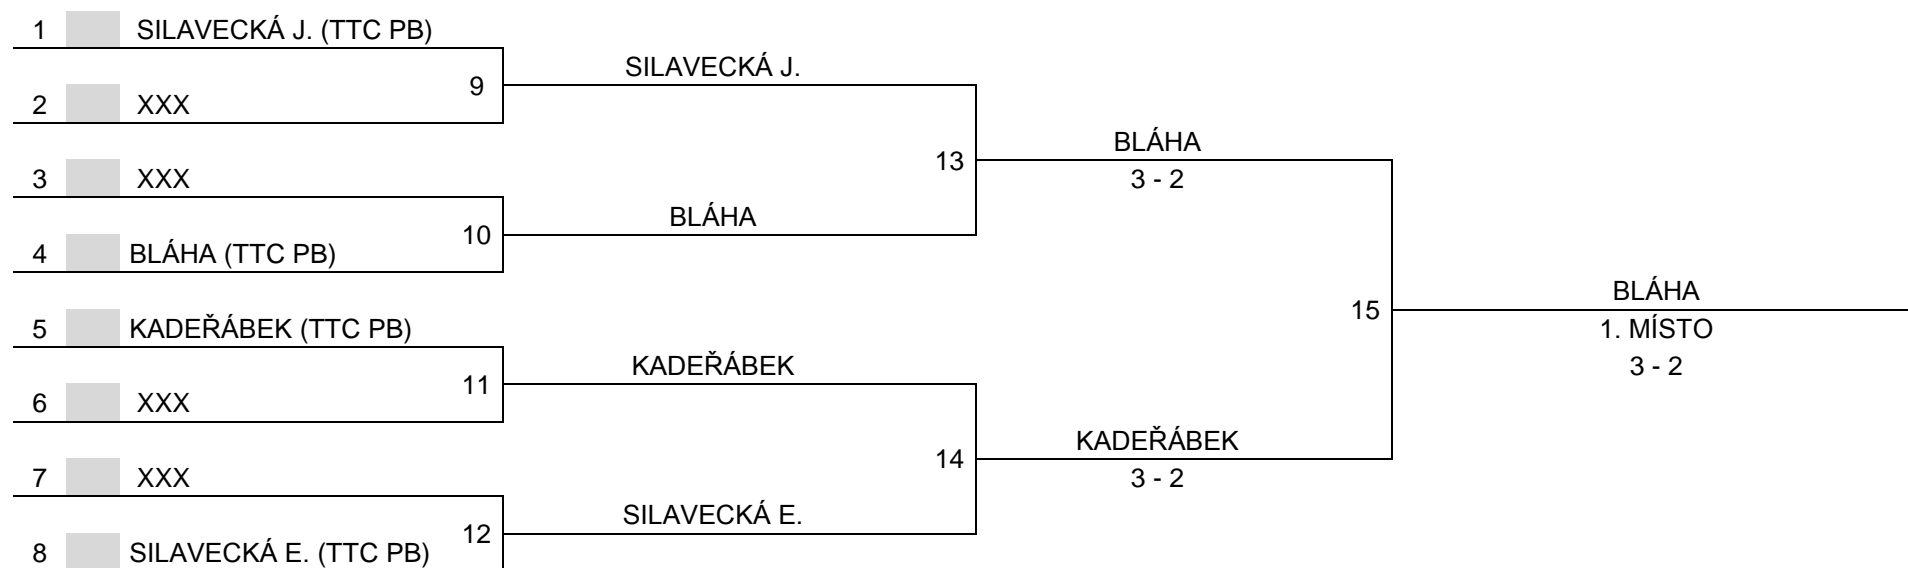 1 SILAVECKÁ J. (TTC PB)
SILAVECKÁ J.
9
2 XXX
BLÁHA
13
3 XXX
3 - 2
BLÁHA
10
4 BLÁHA (TTC PB)
BLÁHA
15
5 KADEŘÁBEK (TTC PB)
1. MÍSTO
KADEŘÁBEK
3 - 2
11
6 XXX
KADEŘÁBEK
14
7 XXX
3 - 2
SILAVECKÁ E.
12
8 SILAVECKÁ E. (TTC PB)